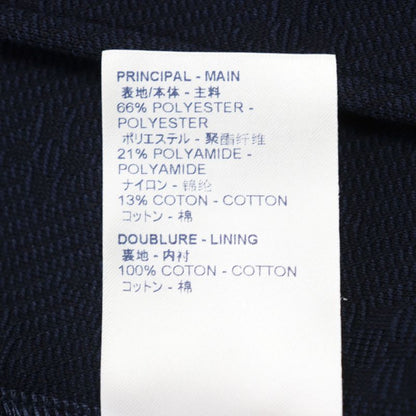 PRINCIPAL - MAIN
表地/本体 - 主料
66% POLYESTER -
POLYESTER
ポリエステル - 聚酯纤维
21% POLYAMIDE -
POLYAMIDE
ナイロン - 锦纶
13% COTON - COTTON
コットン - 棉
DOUBLURE - LINING
裏地 - 内衬
100% COTON - COTTON
コットン - 棉